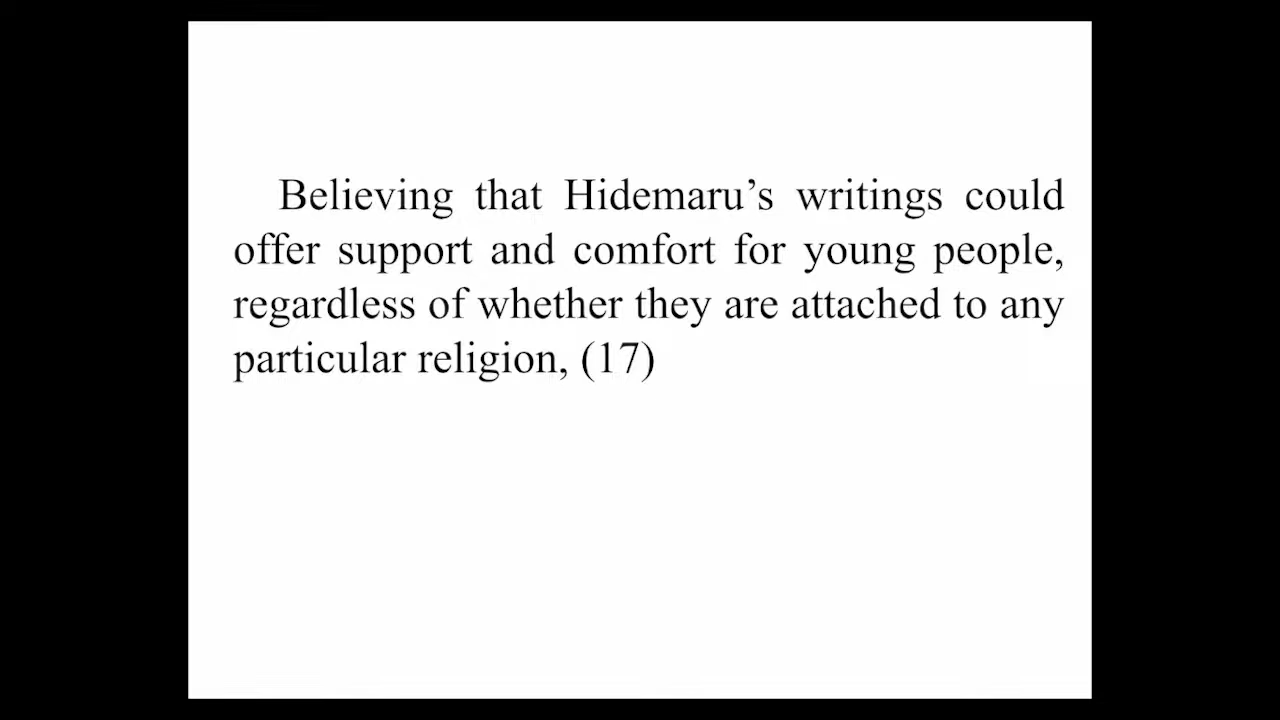 Believing that Hidemaru’s writings could
offer support and comfort for young people,
regardless of whether they are attached to any
particular religion, (17)